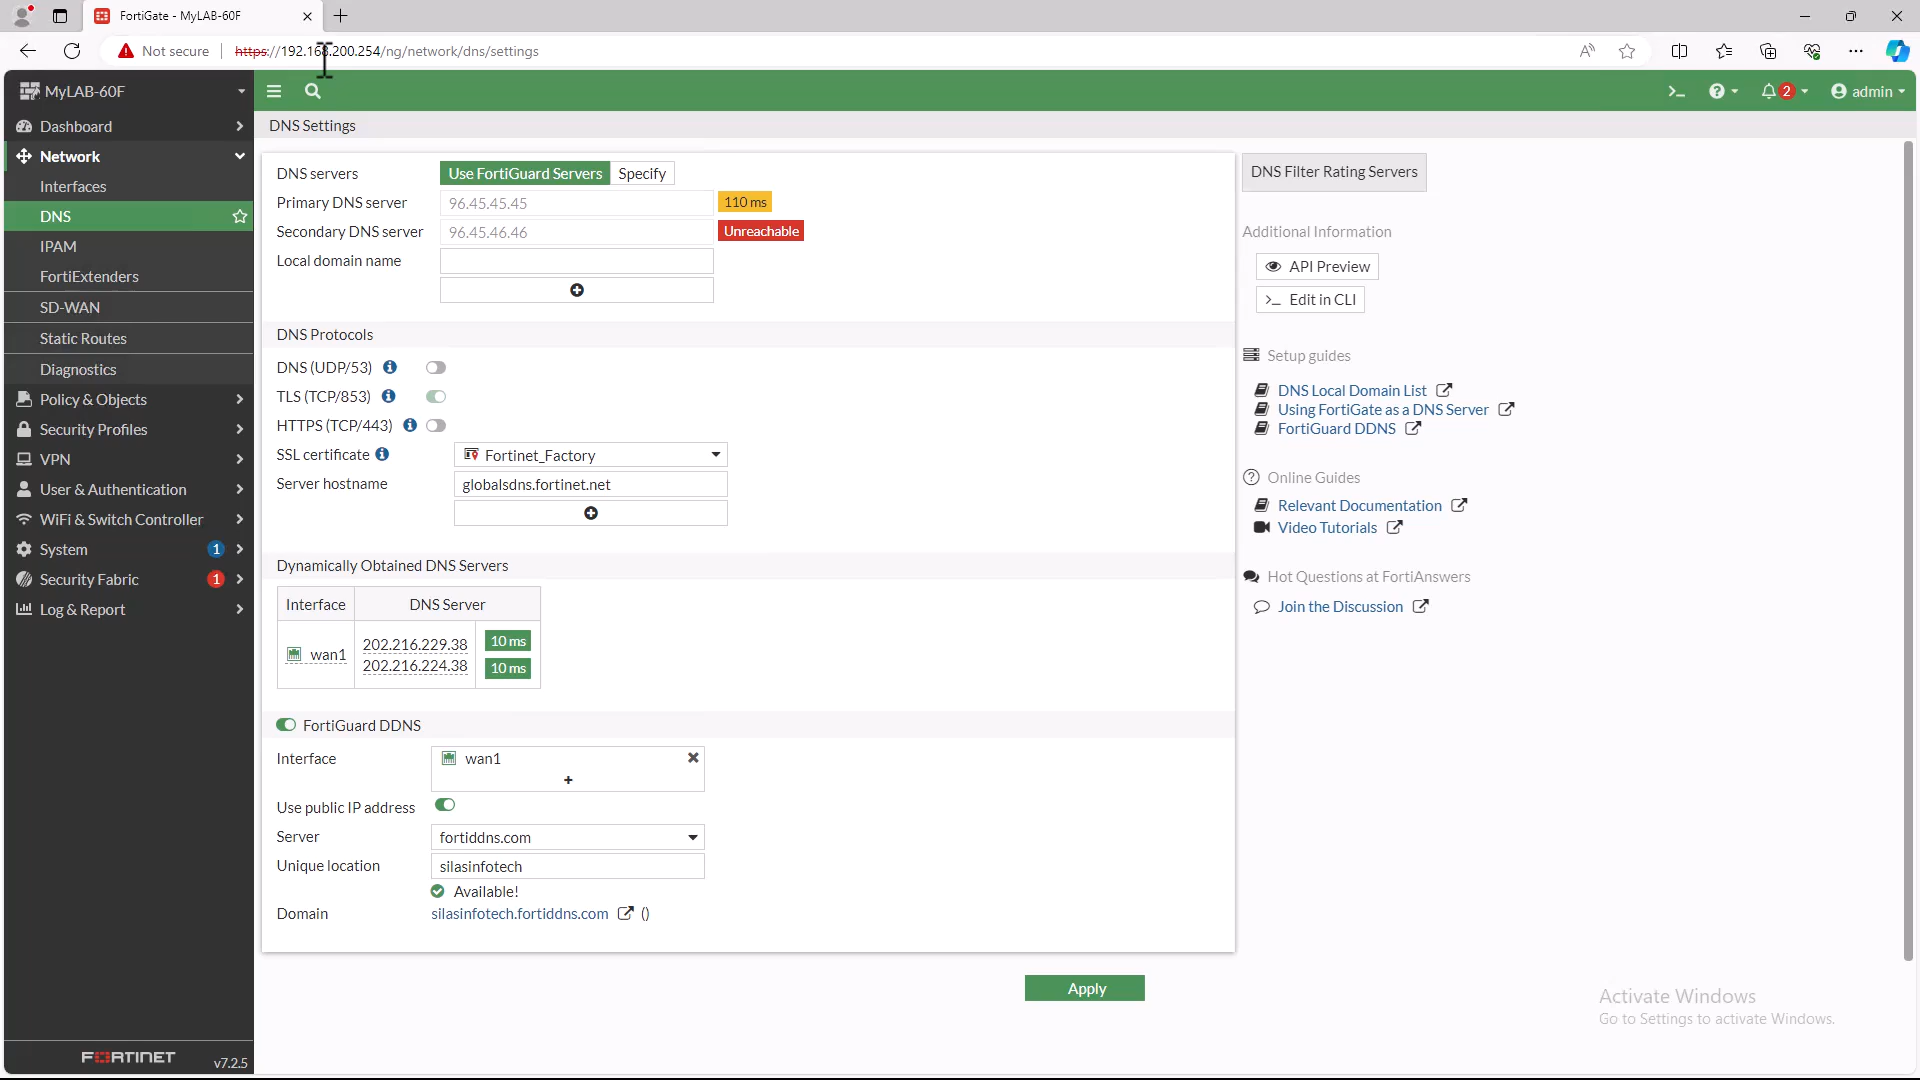 FortiGate - MyLAB-60F
Not secure
https://192.168.200.254/ng/network/dns/settings
MyLAB-60F
2
admin
Dashboard
Network
Interfaces
DNS
IPAM
FortiExtenders
SD-WAN
Static Routes
Diagnostics
Policy & Objects
Security Profiles
VPN
User & Authentication
WiFi & Switch Controller
System 1
Security Fabric 1
Log & Report
FORTINET v7.2.5
DNS Settings
DNS servers Use FortiGuard Servers Specify
Primary DNS server 96.45.45.45 110 ms
Secondary DNS server 96.45.46.46 Unreachable
Local domain name
DNS Protocols
DNS (UDP/53)
TLS (TCP/853)
HTTPS (TCP/443)
SSL certificate Fortinet_Factory
Server hostname globalsdns.fortinet.net
Dynamically Obtained DNS Servers
Interface DNS Server
wan1
202.216.229.38 10 ms
202.216.224.38 10 ms
FortiGuard DDNS
Interface wan1
Use public IP address
Server fortiddns.com
Unique location silasinfotech
Available!
Domain silasinfotech.fortiddns.com ()
Apply
DNS Filter Rating Servers
Additional Information
API Preview
>_ Edit in CLI
Setup guides
DNS Local Domain List
Using FortiGate as a DNS Server
FortiGuard DDNS
Online Guides
Relevant Documentation
Video Tutorials
Hot Questions at FortiAnswers
Join the Discussion
Activate Windows
Go to Settings to activate Windows.